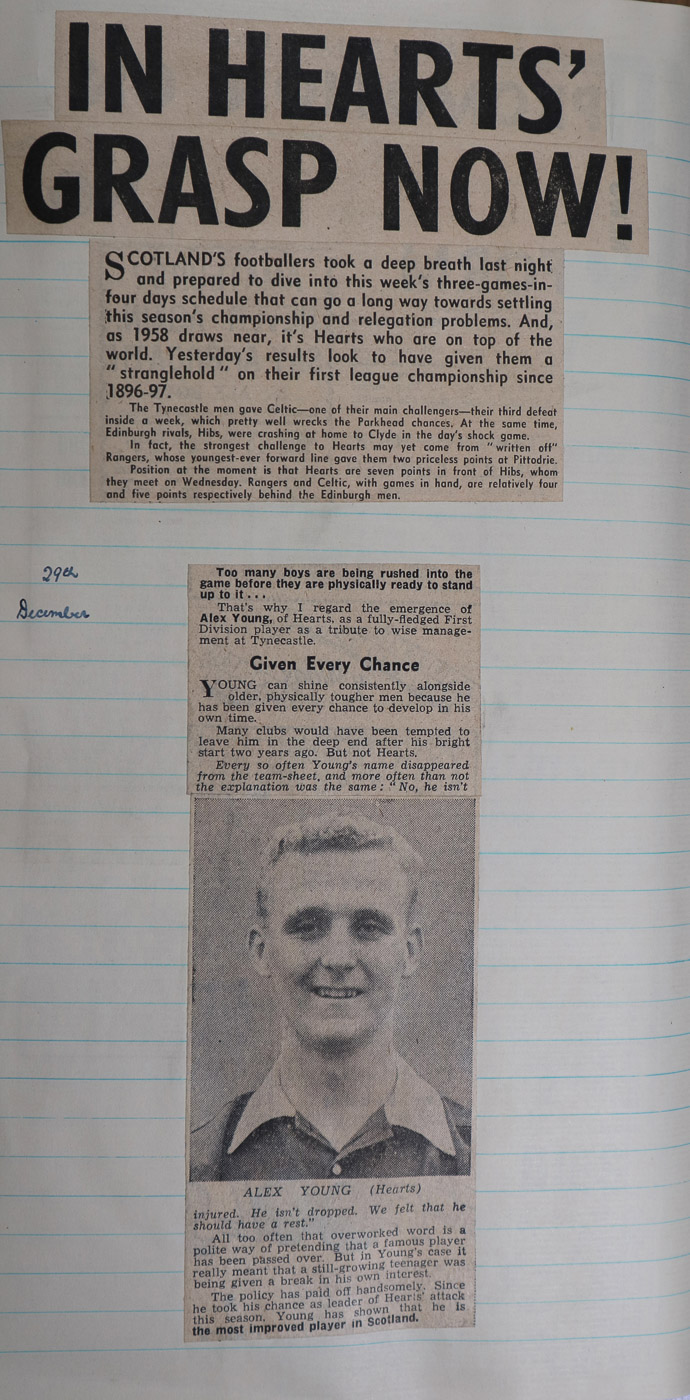 IN HEARTS'
GRASP NOW!
SCOTLAND'S footballers took a deep breath last night
and prepared to dive into this week's three-games-in-
four days schedule that can go a long way towards settling
this season's championship and relegation problems. And,
as 1958 draws near, it's Hearts who are on top of the
world. Yesterday's results look to have given them a
"stranglehold" on their first league championship since
1896-97.
The Tynecastle men gave Celtic—one of their main challengers—their third defeat
inside a week, which pretty well wrecks the Parkhead chances. At the same time,
Edinburgh rivals, Hibs, were crashing at home to Clyde in the day's shock game.
In fact, the strongest challenge to Hearts may yet come from "written off"
Rangers, whose youngest-ever forward line gave them two priceless points at Pittodrie.
Position at the moment is that Hearts are seven points in front of Hibs, whom
they meet on Wednesday. Rangers and Celtic, with games in hand, are relatively four
and five points respectively behind the Edinburgh men.
29th
December
Too many boys are being rushed into the
game before they are physically ready to stand
up to it . . .
That's why I regard the emergence of
Alex Young, of Hearts, as a fully-fledged First
Division player as a tribute to wise manage-
ment at Tynecastle.
Given Every Chance
YOUNG can shine consistently alongside
older, physically tougher men because he
has been given every chance to develop in his
own time.
Many clubs would have been tempted to
leave him in the deep end after his bright
start two years ago. But not Hearts.
Every so often Young's name disappeared
from the team-sheet, and more often than not
the explanation was the same: "No, he isn't
ALEX YOUNG (Hearts)
injured. He isn't dropped. We felt that he
should have a rest."
All too often that overworked word is a
polite way of pretending that a famous player
has been passed over. But in Young's case it
really meant that a still-growing teenager was
being given a break in his own interest.
The policy has paid off handsomely. Since
he took his chance as leader of Hearts' attack
this season, Young has shown that he is
the most improved player in Scotland.